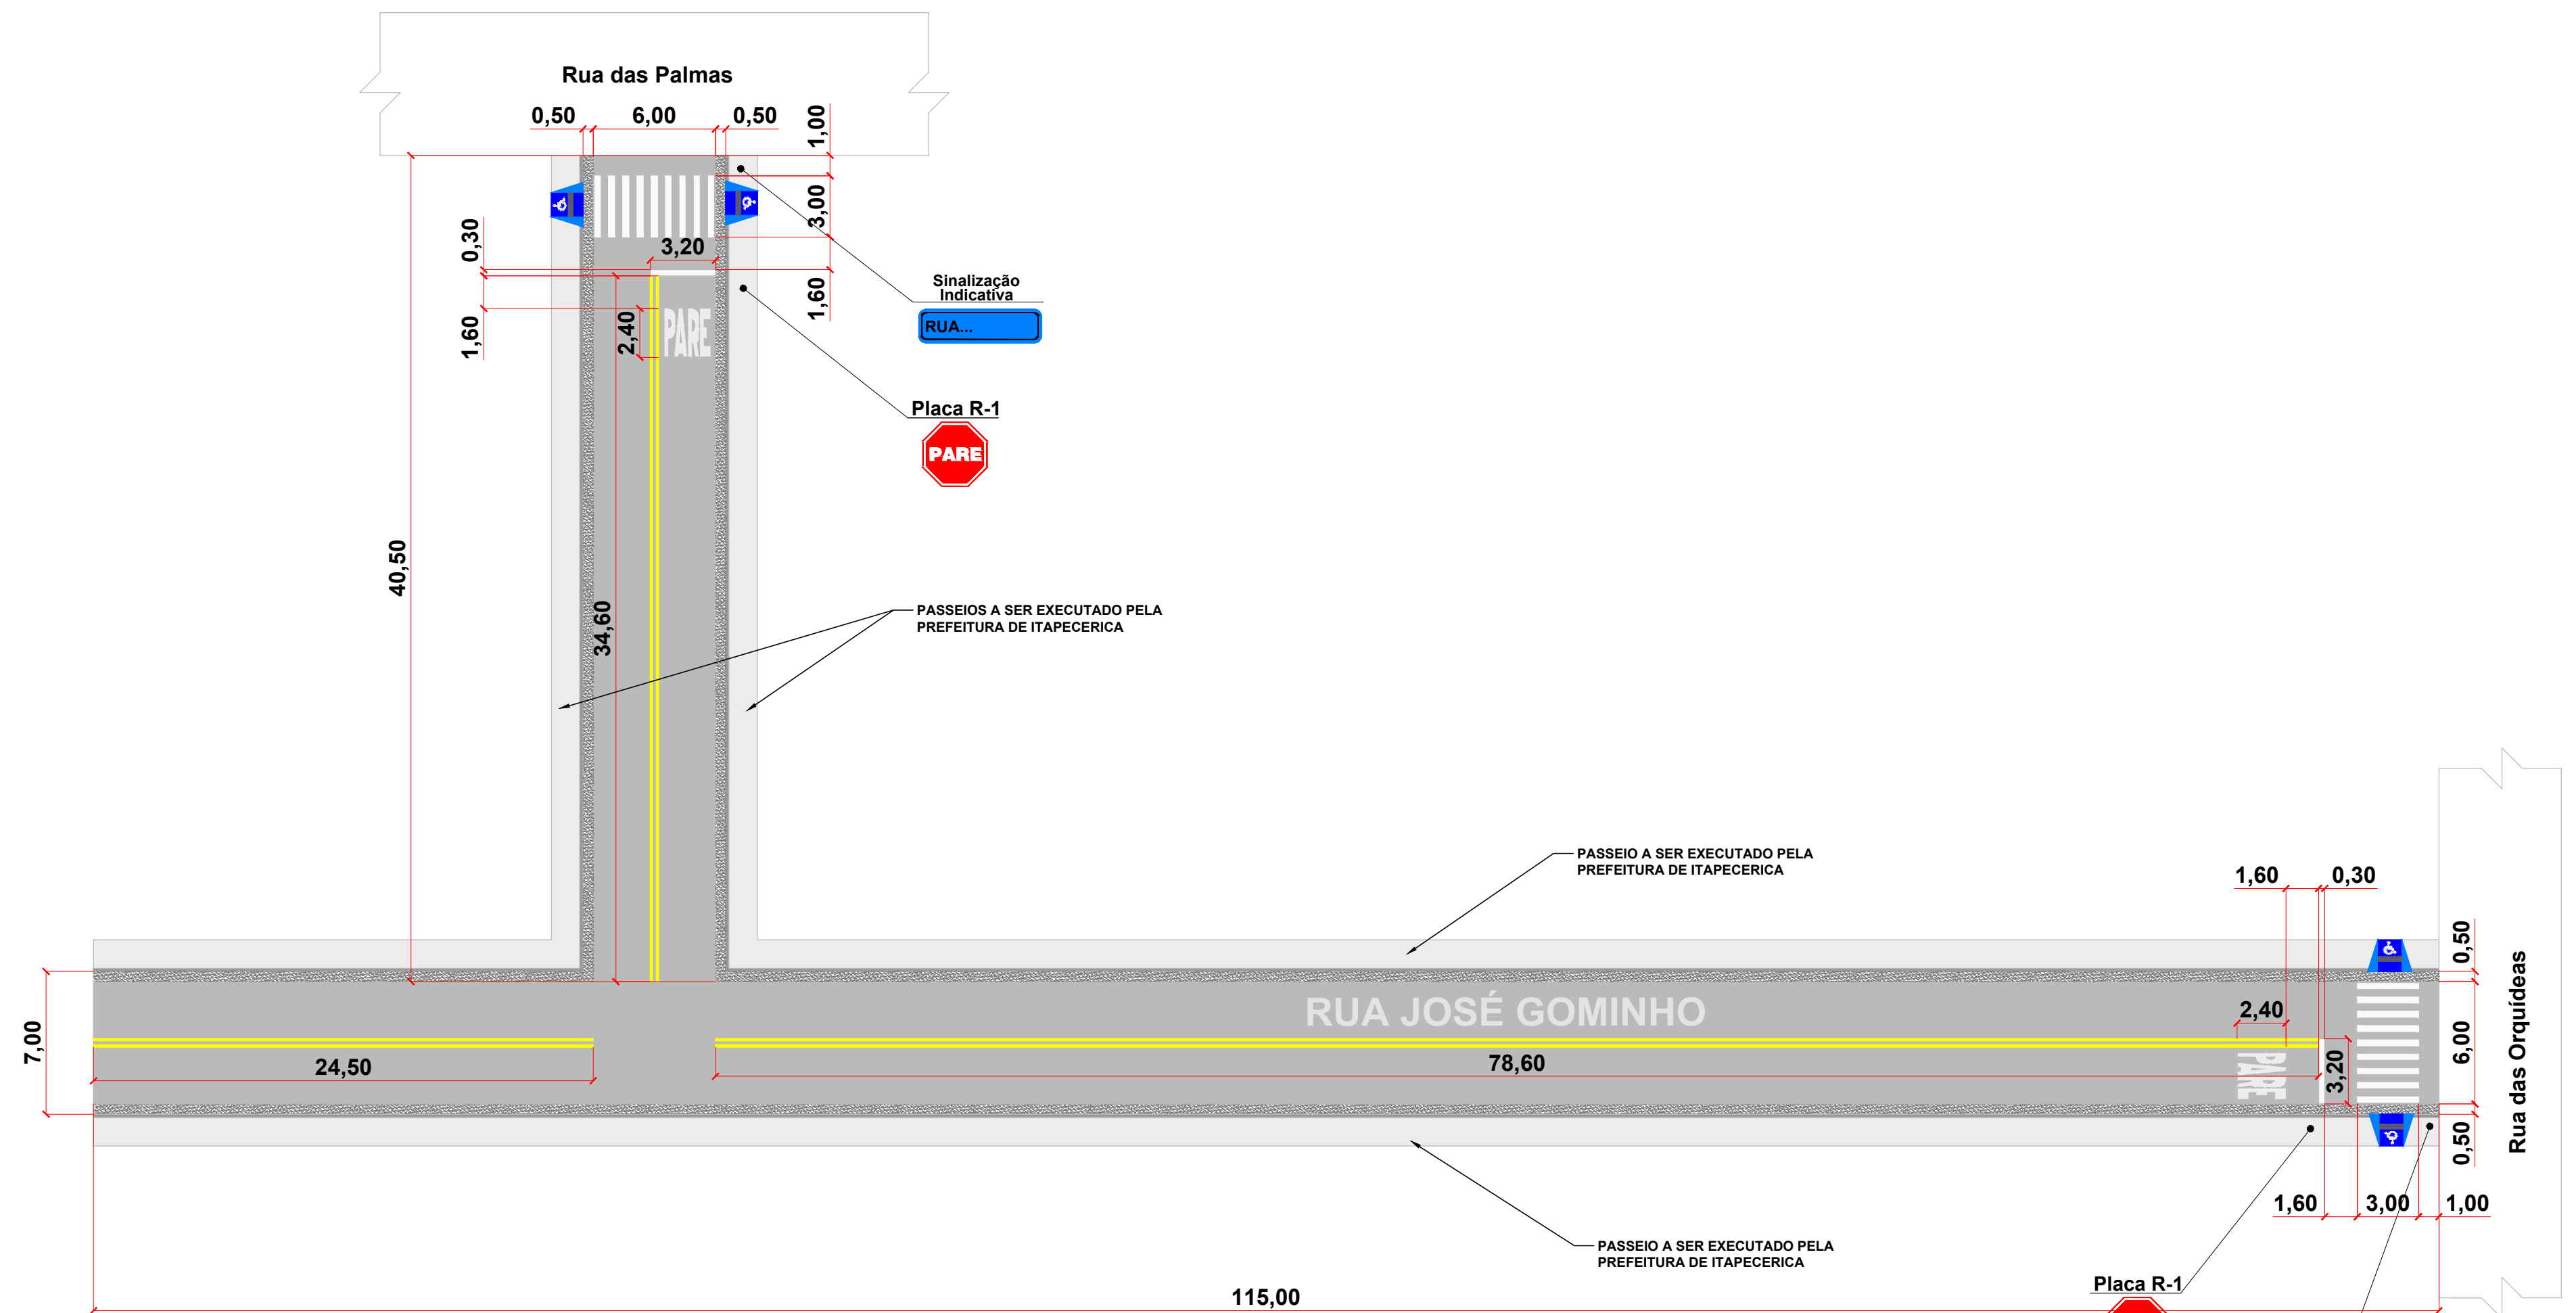 Rua das Palmas
0,50
6,00
0,50
1,00
3,00
0,30
3,20
1,60
1,60
2,40
PARE
Sinalização
Indicativa
RUA...
Placa R-1
PARE
40,50
34,60
PASSEIOS A SER EXECUTADO PELA
PREFEITURA DE ITAPECERICA
PASSEIO A SER EXECUTADO PELA
PREFEITURA DE ITAPECERICA
1,60
0,30
0,50
RUA JOSÉ GOMINHO
2,40
7,00
24,50
78,60
PARE
3,20
6,00
Rua das Orquídeas
0,50
1,60
3,00
1,00
PASSEIO A SER EXECUTADO PELA
PREFEITURA DE ITAPECERICA
Placa R-1
115,00